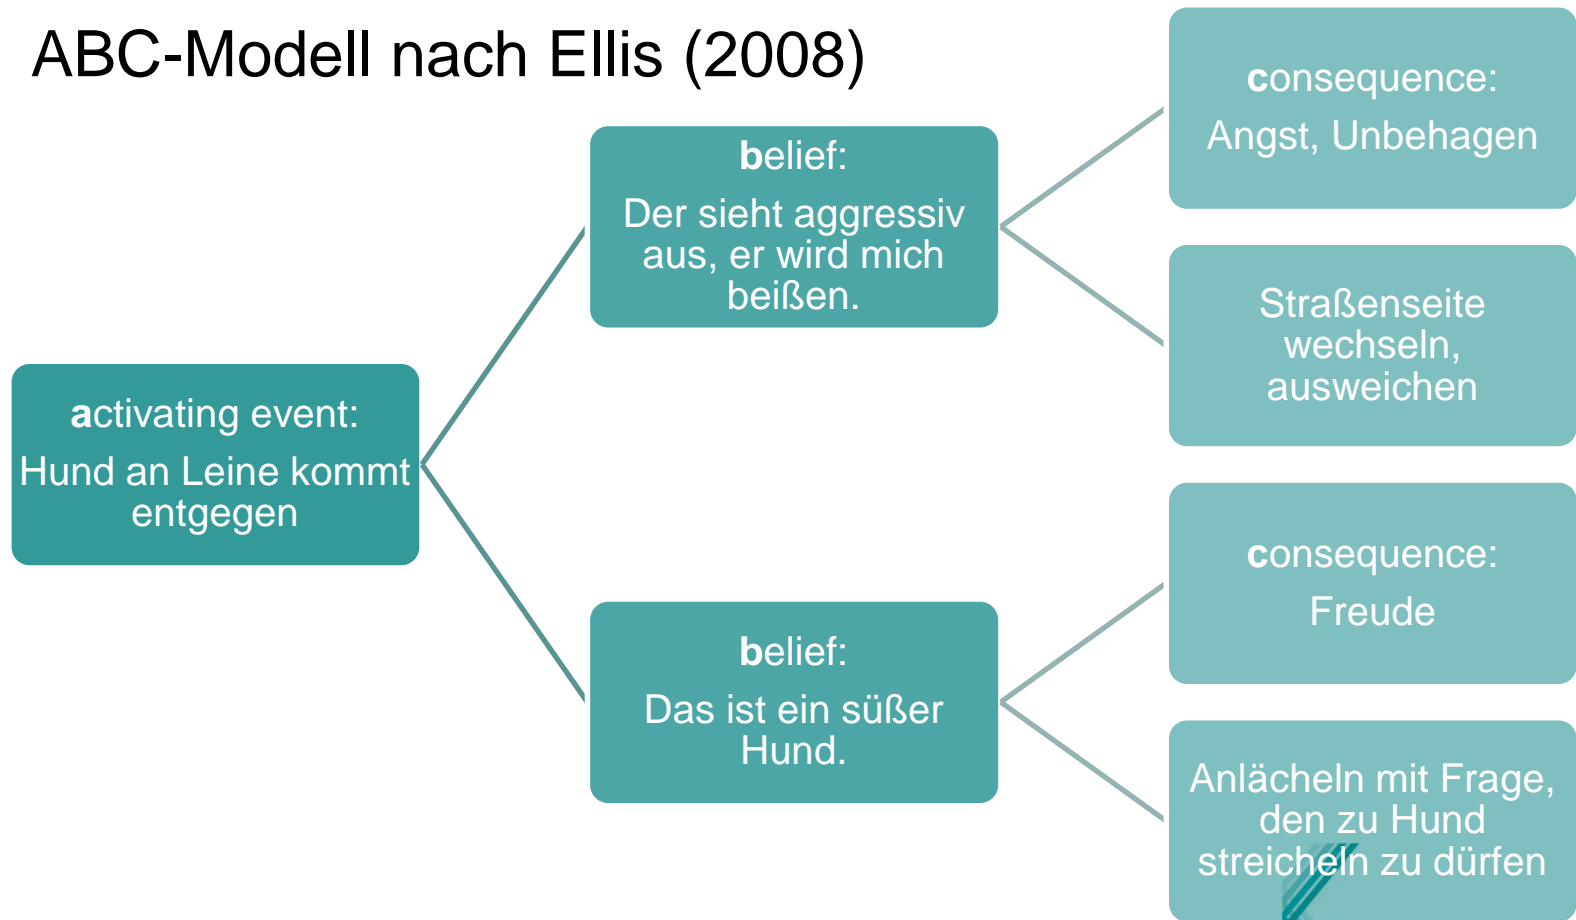 ABC-Modell nach Ellis (2008)
activating event:
Hund an Leine kommt
entgegen
belief:
Der sieht aggressiv
aus, er wird mich
beißen.
consequence:
Angst, Unbehagen
Straßenseite
wechseln,
ausweichen
belief:
Das ist ein süßer
Hund.
consequence:
Freude
Anlächeln mit Frage,
den zu Hund
streicheln zu dürfen